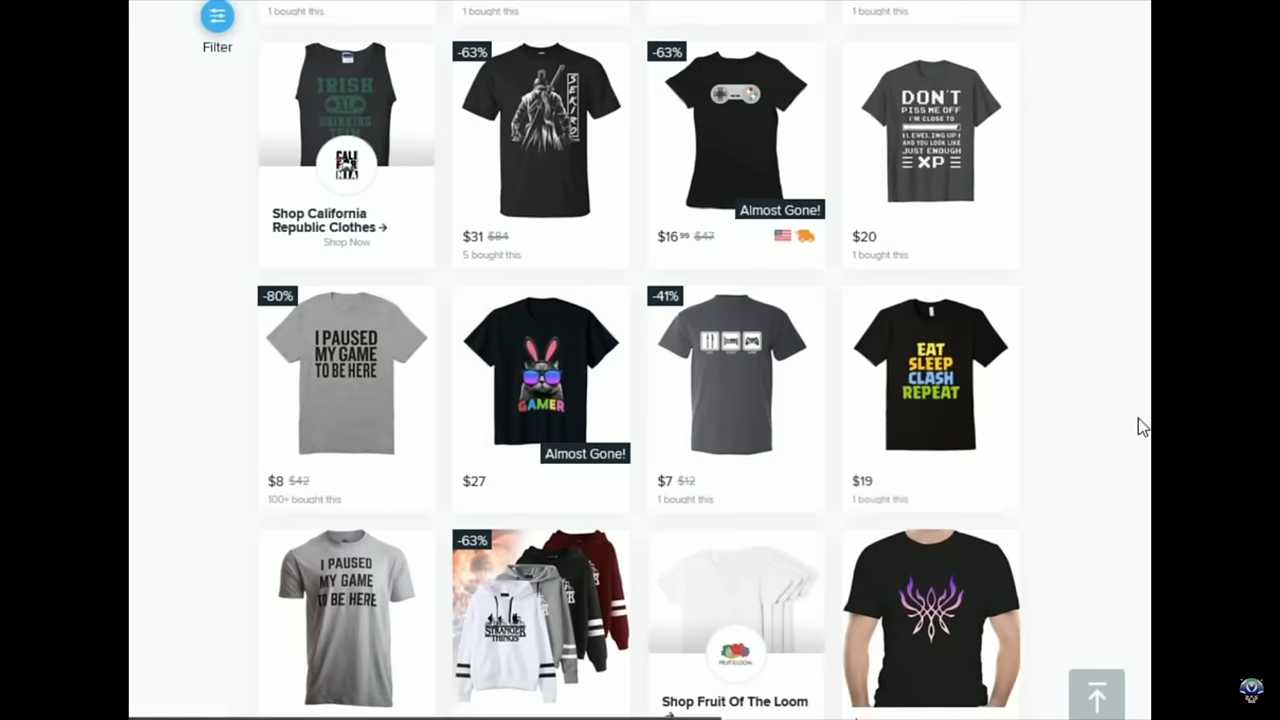 1 bought this
1 bought this
1 bought this
Filter
IRISH
DRINKING
TEAM
CALI
FOR
NIA
Shop California
Republic Clothes →
Shop Now
-63%
SEKIRO
$31 $84
5 bought this
-63%
Almost Gone!
$16.99 $47
DON'T
PISS ME OFF
I'M CLOSE TO
LEVELING UP
AND YOU LOOK LIKE
JUST ENOUGH
XP
$20
1 bought this
-80%
I PAUSED
MY GAME
TO BE HERE
$8 $42
100+ bought this
GAMER
Almost Gone!
$27
-41%
$7 $12
1 bought this
EAT
SLEEP
CLASH
REPEAT
$19
1 bought this
I PAUSED
MY GAME
TO BE HERE
-63%
STRANGER
THINGS
FRUIT OF THE LOOM
Shop Fruit Of The Loom
→